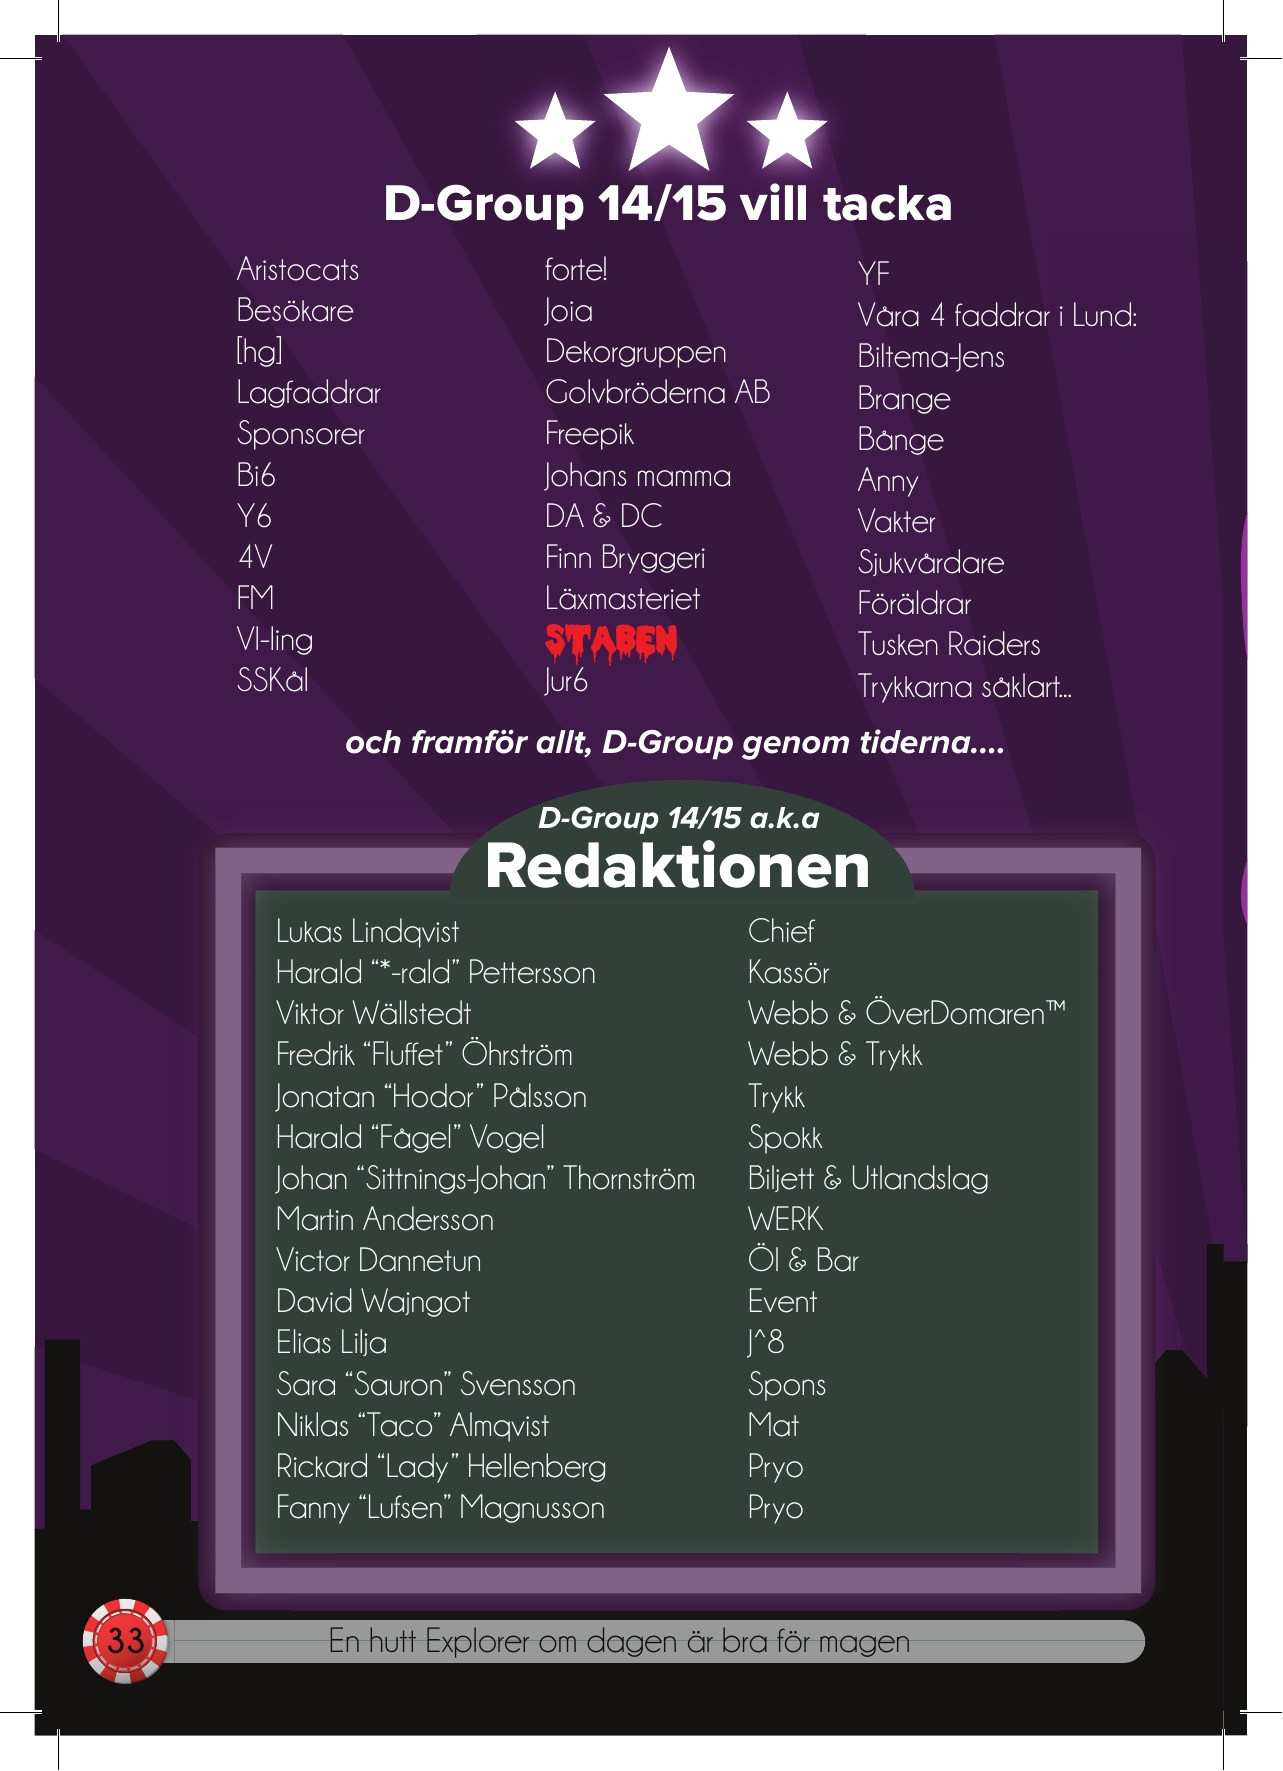 D-Group 14/15 vill tacka
Aristocats
Besökare
[hg]
Lagfaddrar
Sponsorer
Bi6
Y6
4V
FM
VI-ling
SSKål
forte!
Joia
Dekorgruppen
Golvbröderna AB
Freepik
Johans mamma
DA & DC
Finn Bryggeri
Läxmasteriet
STABEN
Jur6
YF
Våra 4 faddrar i Lund:
Biltema-Jens
Brange
Bånge
Anny
Vakter
Sjukvårdare
Föräldrar
Tusken Raiders
Trykkarna såklart...
och framför allt, D-Group genom tiderna....
D-Group 14/15 a.k.a
Redaktionen
Lukas Lindqvist Chief
Harald “*-rald” Pettersson Kassör
Viktor Wällstedt Webb & ÖverDomaren™
Fredrik “Fluffet” Öhrström Webb & Trykk
Jonatan “Hodor” Pålsson Trykk
Harald “Fågel” Vogel Spokk
Johan “Sittnings-Johan” Thornström Biljett & Utlandslag
Martin Andersson WERK
Victor Dannetun Öl & Bar
David Wajngot Event
Elias Lilja J^8
Sara “Sauron” Svensson Spons
Niklas “Taco” Almqvist Mat
Rickard “Lady” Hellenberg Pryo
Fanny “Lufsen” Magnusson Pryo
33 En hutt Explorer om dagen är bra för magen